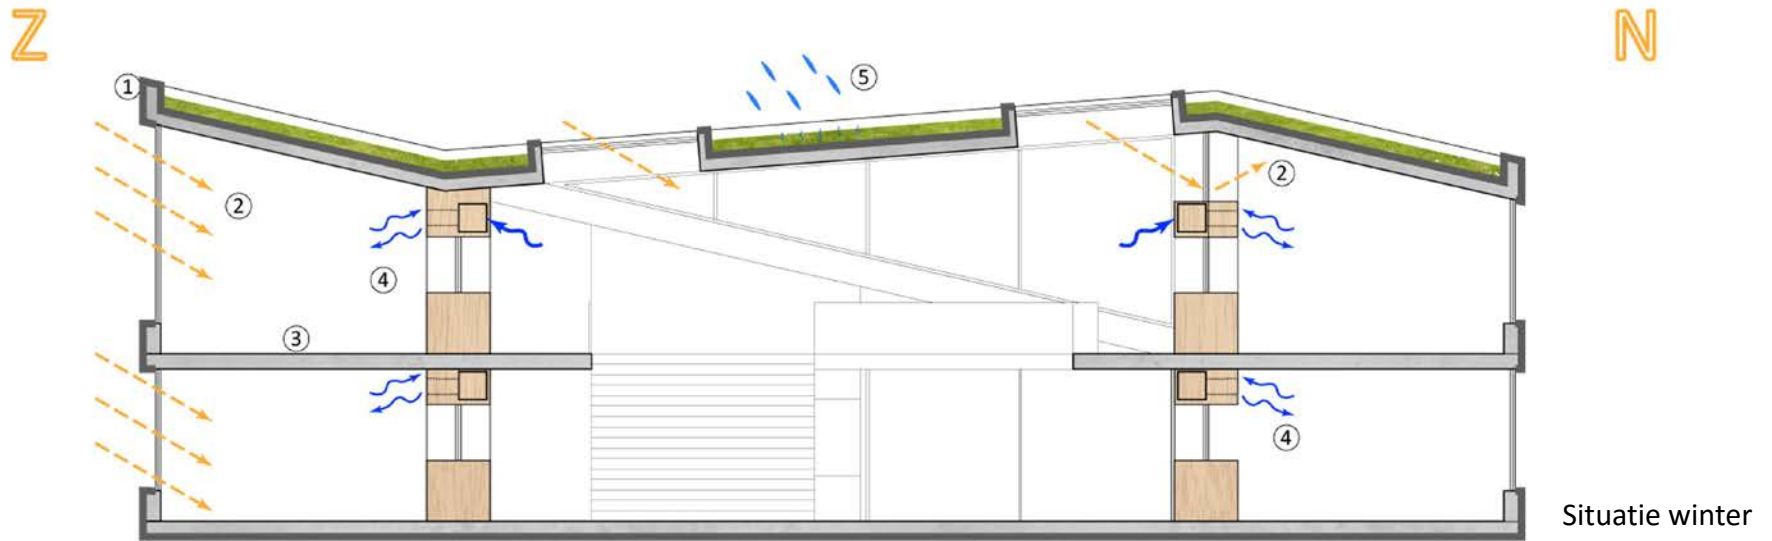 Z
N
①
⑤
②
②
④
③
④
Situatie winter